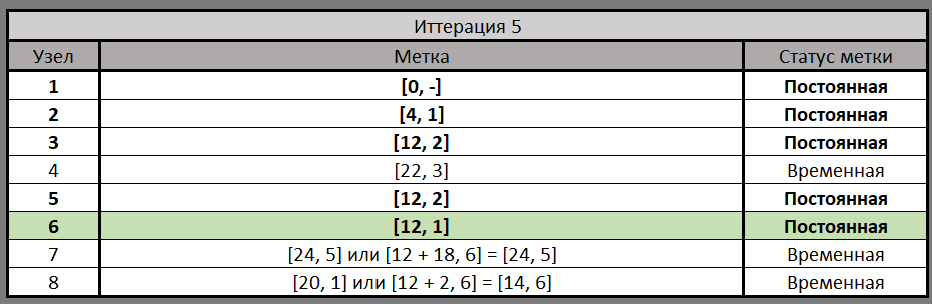 Иттерация 5
Узел Метка Статус метки
1 [0, -] Постоянная
2 [4, 1] Постоянная
3 [12, 2] Постоянная
4 [22, 3] Временная
5 [12, 2] Постоянная
6 [12, 1] Постоянная
7 [24, 5] или [12 + 18, 6] = [24, 5] Временная
8 [20, 1] или [12 + 2, 6] = [14, 6] Временная